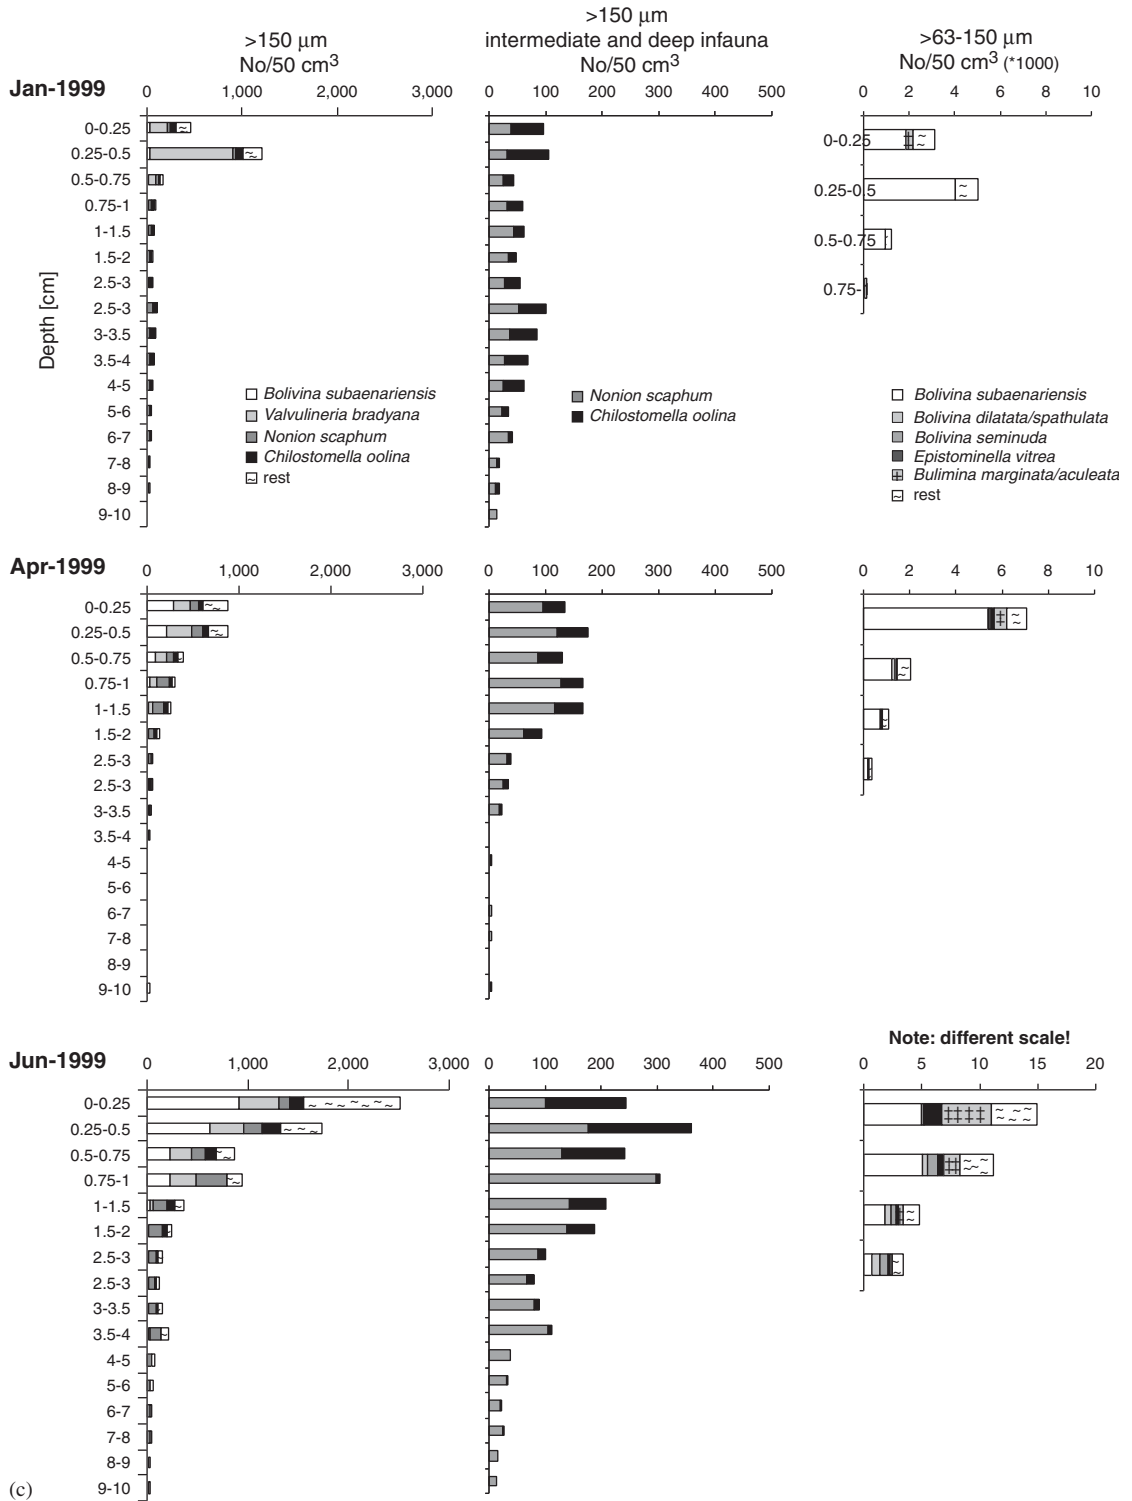 >150 µm
No/50 cm³
>150 µm
intermediate and deep infauna
No/50 cm³
>63-150 µm
No/50 cm³ (*1000)
Jan-1999
0 1,000 2,000 3,000
0 100 200 300 400 500
0 2 4 6 8 10
Depth [cm]
0-0.25
0.25-0.5
0.5-0.75
0.75-1
1-1.5
1.5-2
2.5-3
2.5-3
3-3.5
3.5-4
4-5
5-6
6-7
7-8
8-9
9-10
Bolivina subaenariensis
Valvulineria bradyana
Nonion scaphum
Chilostomella oolina
rest
Nonion scaphum
Chilostomella oolina
0-0.25
0.25-0.5
0.5-0.75
0.75-
Bolivina subaenariensis
Bolivina dilatata/spathulata
Bolivina seminuda
Epistominella vitrea
Bulimina marginata/aculeata
rest
Apr-1999
0 1,000 2,000 3,000
0 100 200 300 400 500
0 2 4 6 8 10
0-0.25
0.25-0.5
0.5-0.75
0.75-1
1-1.5
1.5-2
2.5-3
2.5-3
3-3.5
3.5-4
4-5
5-6
6-7
7-8
8-9
9-10
Note: different scale!
Jun-1999
0 1,000 2,000 3,000
0 100 200 300 400 500
0 5 10 15 20
0-0.25
0.25-0.5
0.5-0.75
0.75-1
1-1.5
1.5-2
2.5-3
2.5-3
3-3.5
3.5-4
4-5
5-6
6-7
7-8
8-9
9-10
(c)